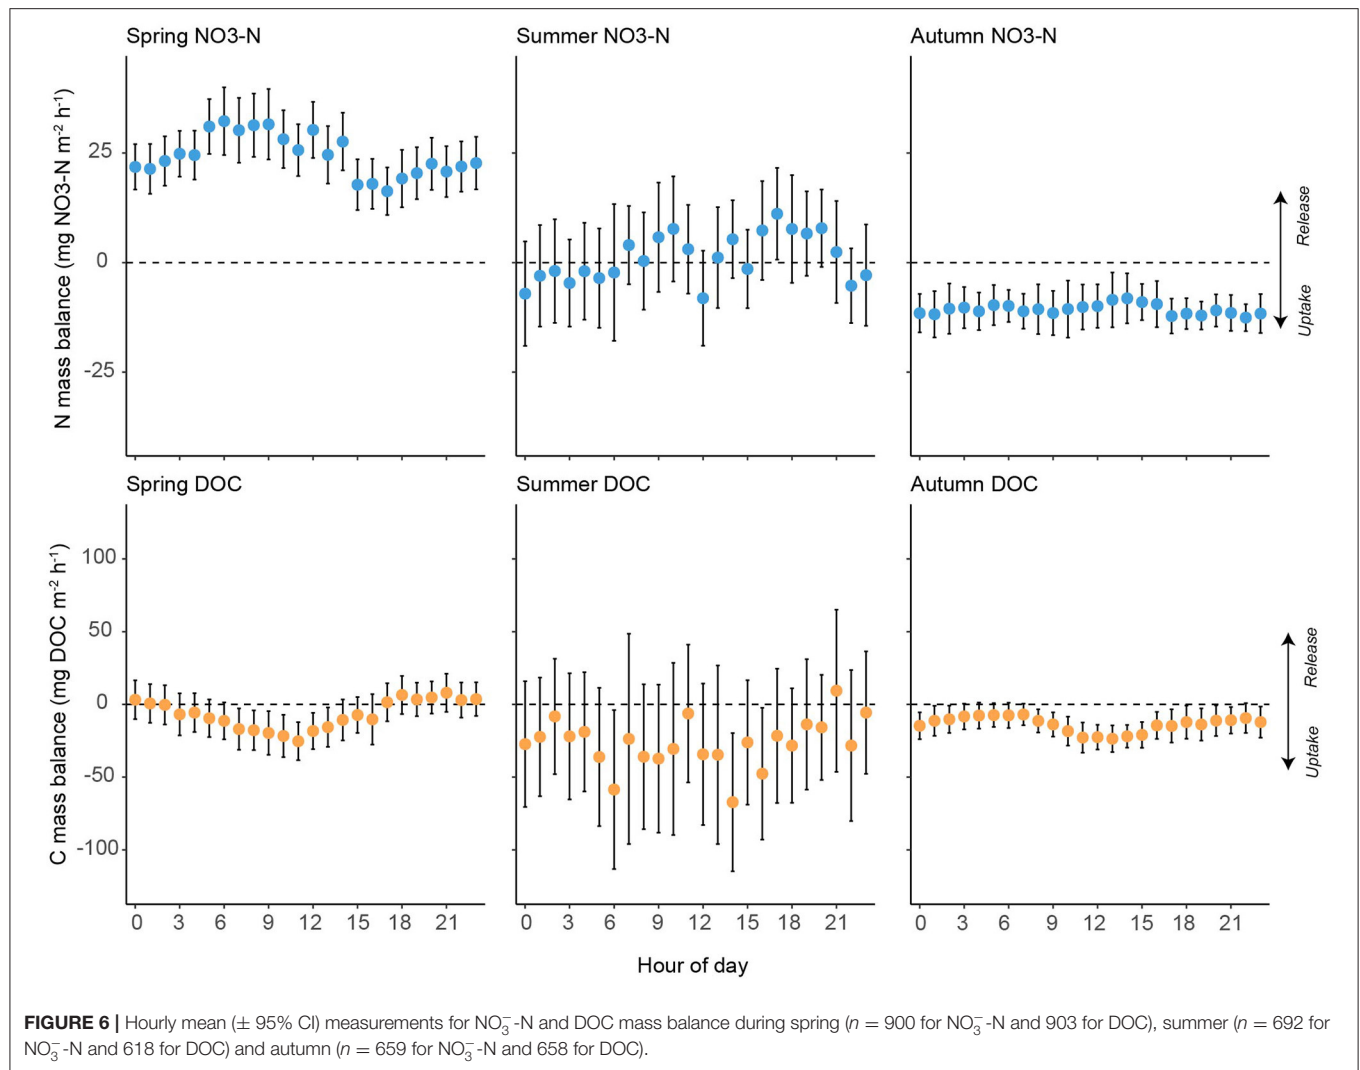 Spring NO3-N
Summer NO3-N
Autumn NO3-N
N mass balance (mg NO3-N m⁻² h⁻¹)
25
0
-25
Release
Uptake
Spring DOC
Summer DOC
Autumn DOC
C mass balance (mg DOC m⁻² h⁻¹)
100
50
0
-50
-100
Release
Uptake
0 3 6 9 12 15 18 21
0 3 6 9 12 15 18 21
0 3 6 9 12 15 18 21
Hour of day
FIGURE 6 | Hourly mean (± 95% CI) measurements for NO₃⁻-N and DOC mass balance during spring (n = 900 for NO₃⁻-N and 903 for DOC), summer (n = 692 for
NO₃⁻-N and 618 for DOC) and autumn (n = 659 for NO₃⁻-N and 658 for DOC).